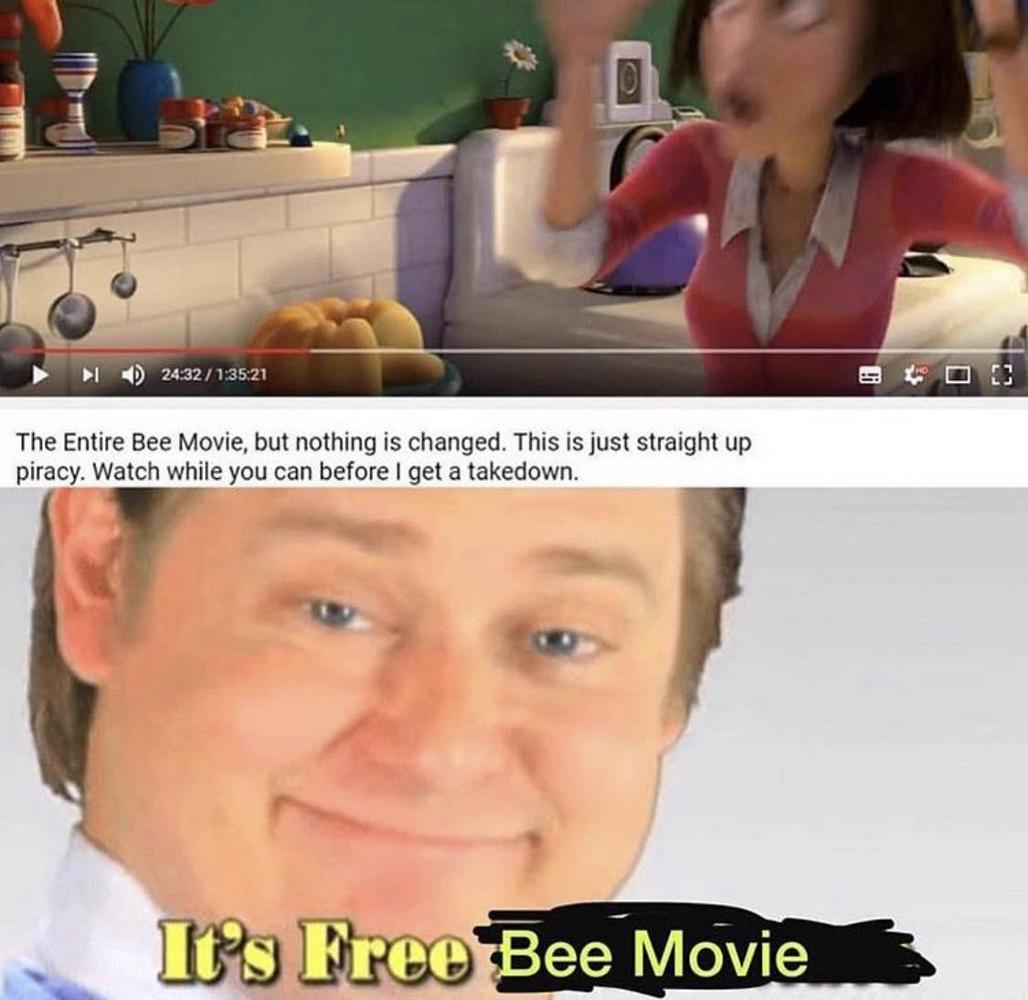 24:32 / 1:35:21
HD
The Entire Bee Movie, but nothing is changed. This is just straight up
piracy. Watch while you can before I get a takedown.
It's Free Bee Movie